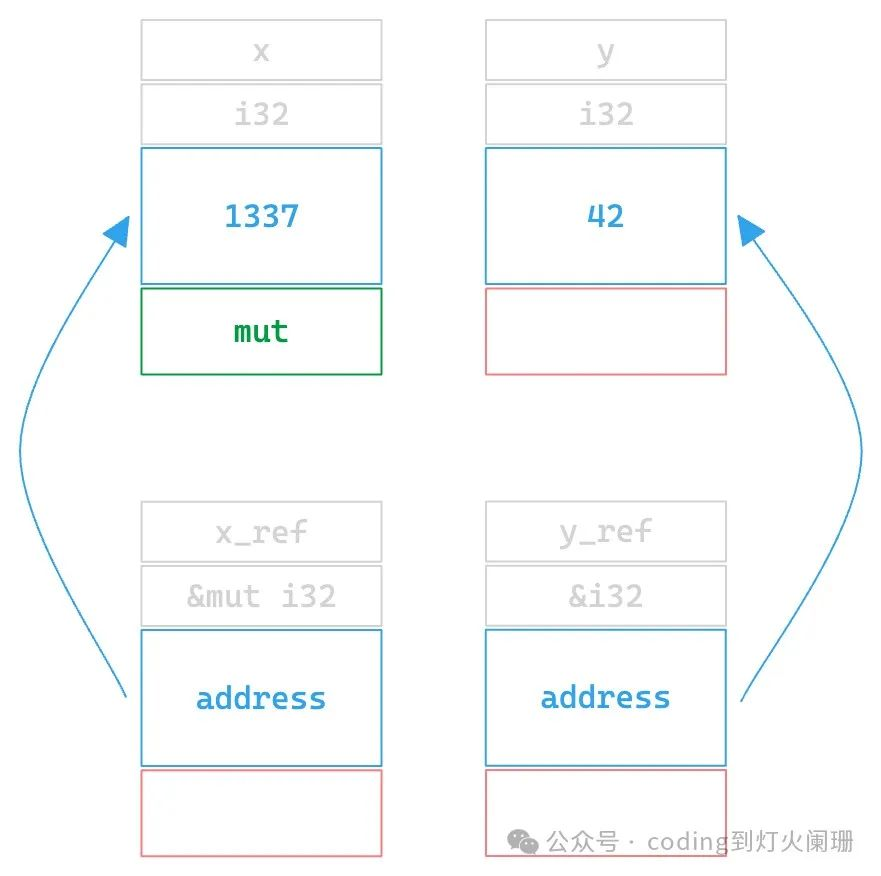 x
y
i32
i32
1337
42
mut
x_ref
y_ref
&mut i32
&i32
address
address
公众号 · coding到灯火阑珊